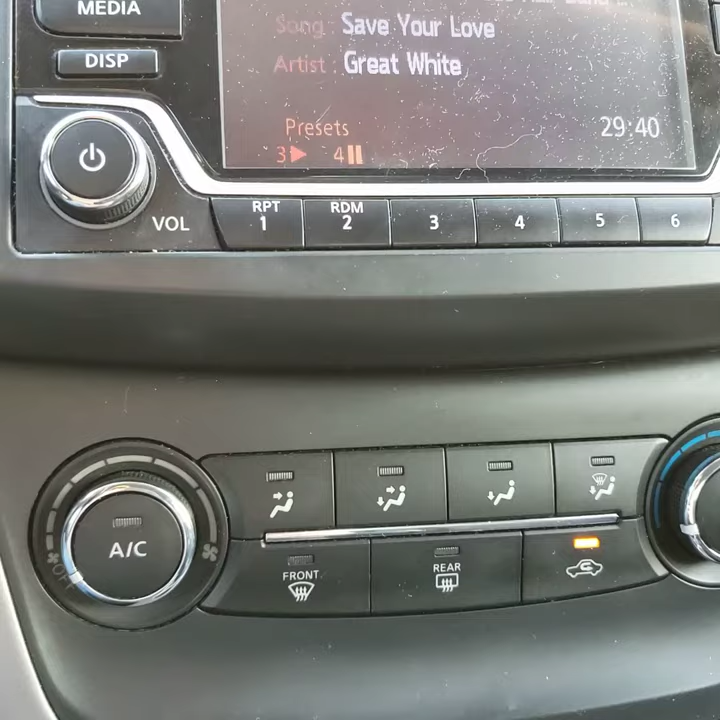 MEDIA
Song : Save Your Love
DISP
Artist : Great White
Presets
29:40
3 4
VOL
RPT
1
RDM
2
3
4
5
6
A/C
OFF
FRONT
REAR